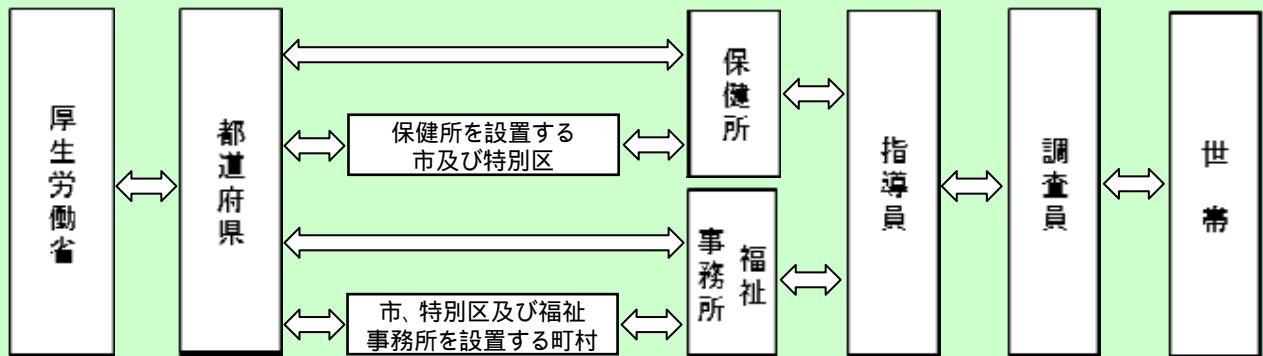 厚生労働省
都道府県
保健所を設置する
市及び特別区
市、特別区及び福祉
事務所を設置する町村
保健所
福祉
事務所
指導員
調査員
世帯